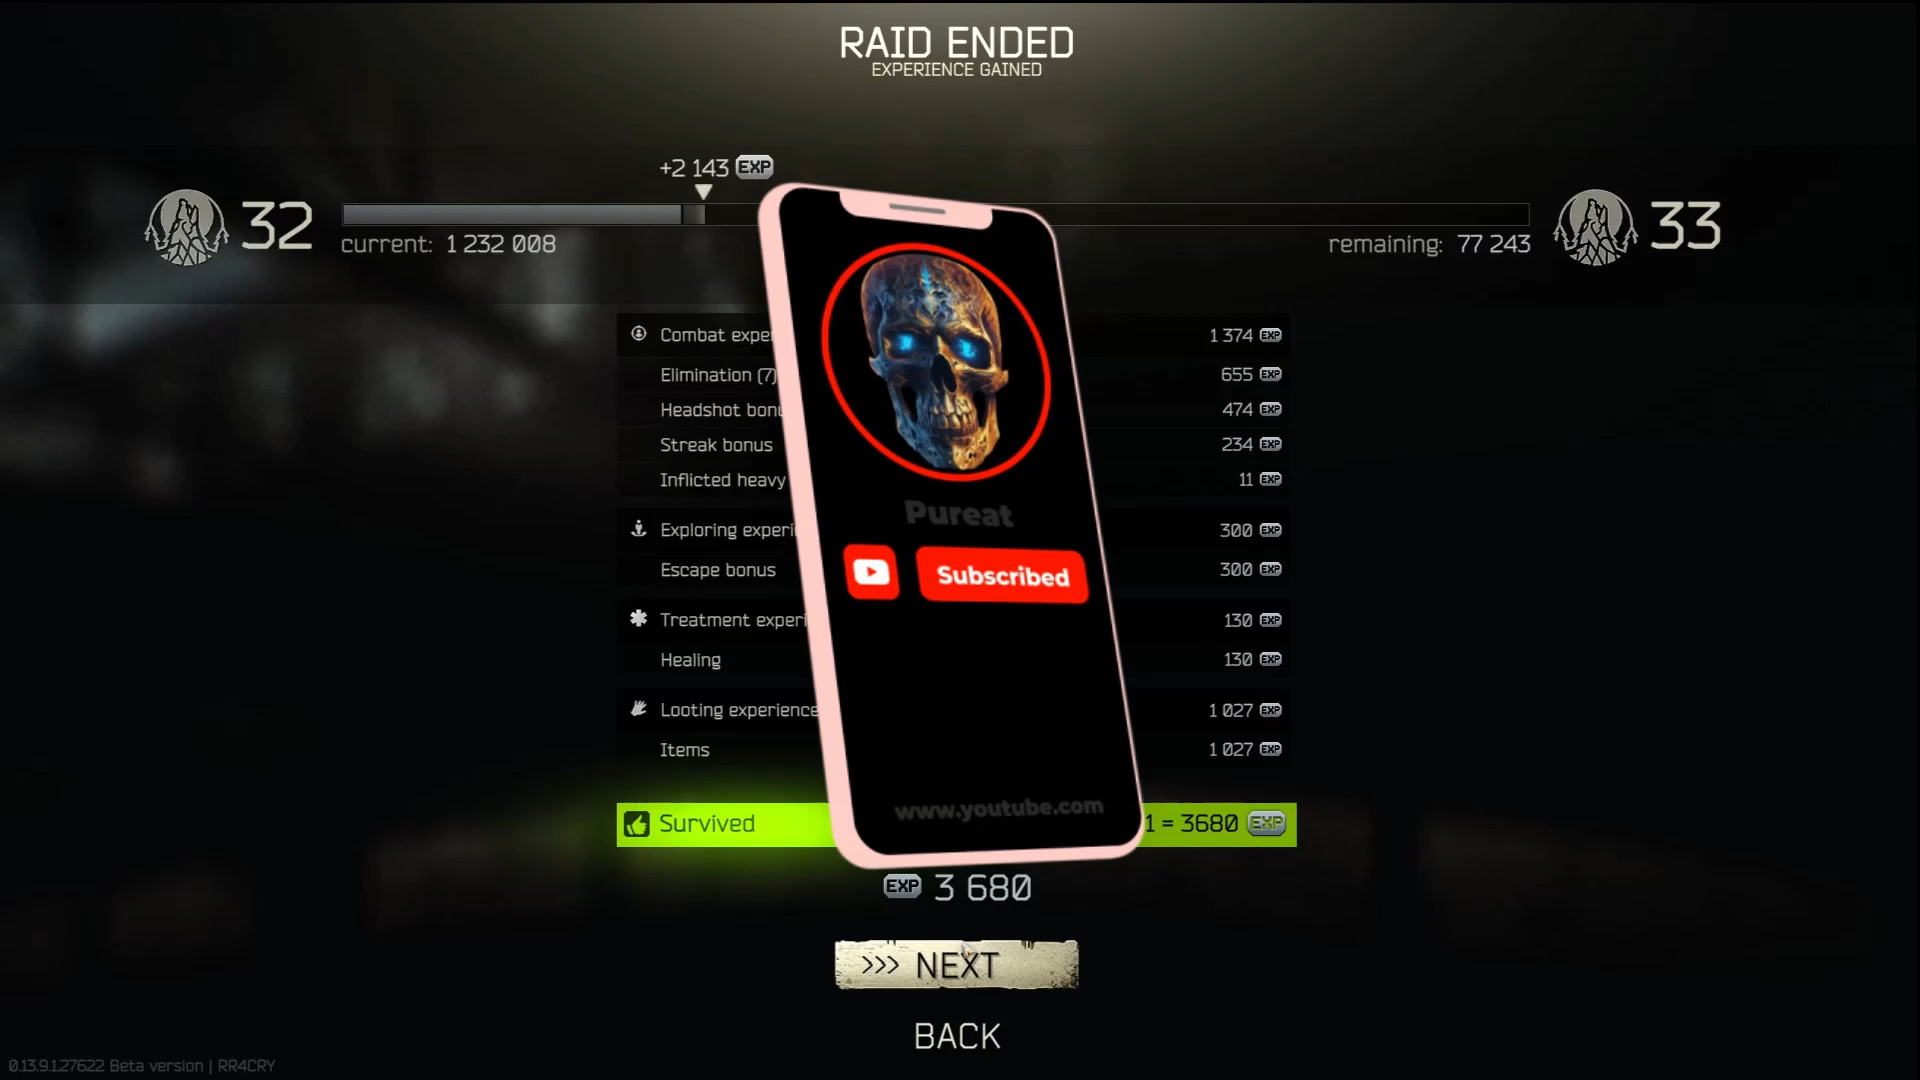 RAID ENDED
EXPERIENCE GAINED
+2 143 EXP
32
33
current: 1 232 008
remaining: 77 243
Combat exper
1 374 EXP
Elimination (7)
655 EXP
Headshot bonu
474 EXP
Streak bonus
234 EXP
Inflicted heavy
11 EXP
Exploring experi
300 EXP
Escape bonus
300 EXP
Treatment experi
130 EXP
Healing
130 EXP
Looting experience
1 027 EXP
Items
1 027 EXP
Pureat
Subscribed
www.youtube.com
Survived
1 = 3680 EXP
EXP 3 680
>>> NEXT
BACK
0.13.9.1.27622 Beta version | RR4CRY